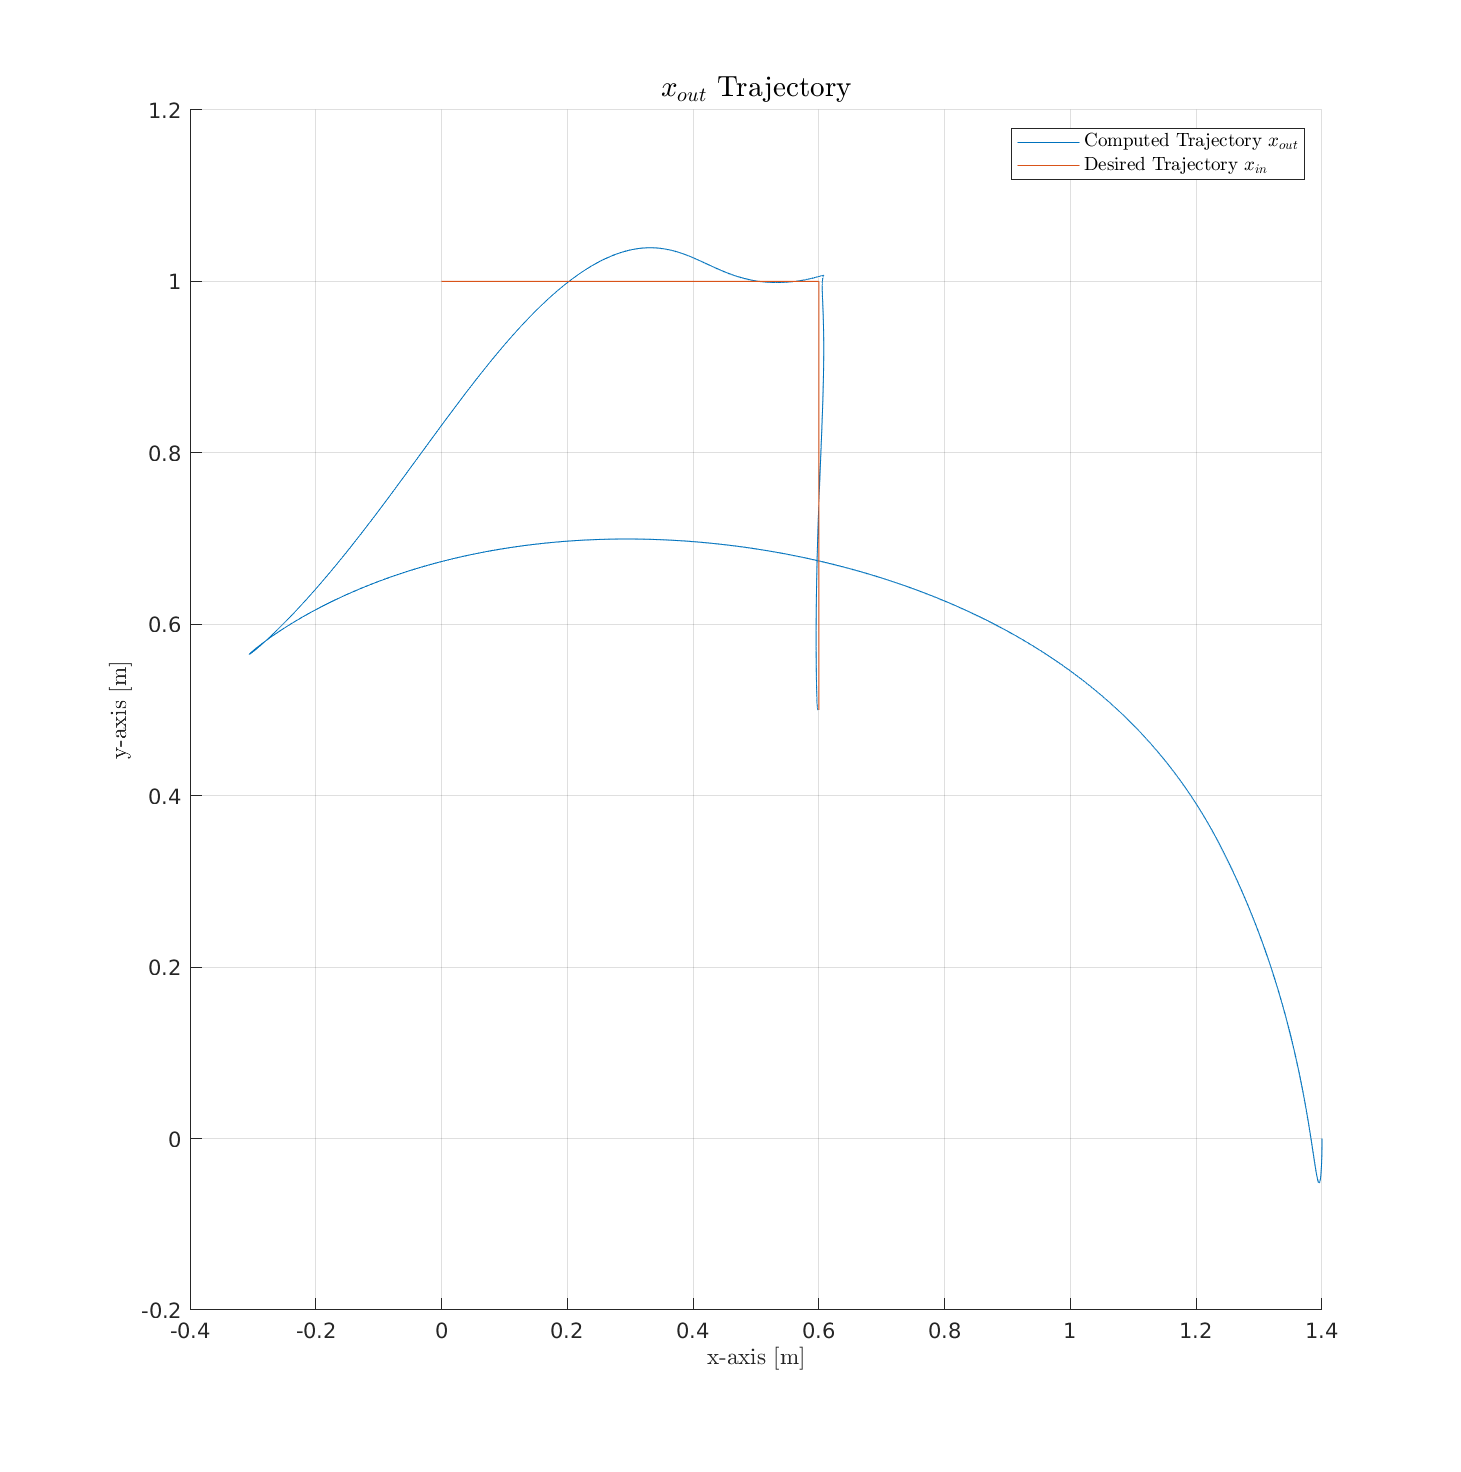 x_out Trajectory
Computed Trajectory x_out
Desired Trajectory x_in
1.2
1
0.8
0.6
0.4
0.2
0
-0.2
y-axis [m]
-0.4 -0.2 0 0.2 0.4 0.6 0.8 1 1.2 1.4
x-axis [m]